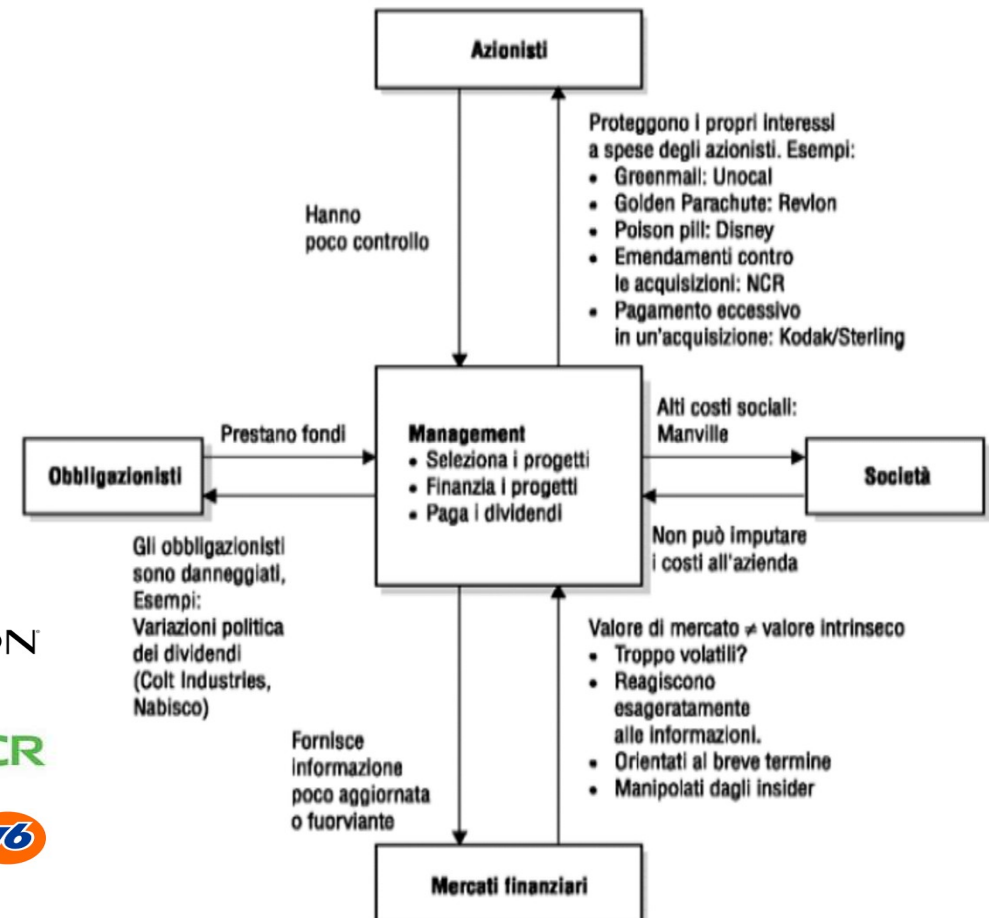 Azionisti
Proteggono i propri interessi
a spese degli azionisti. Esempi:
• Greenmail: Unocal
• Golden Parachute: Revlon
• Poison pill: Disney
• Emendamenti contro
le acquisizioni: NCR
• Pagamento eccessivo
in un'acquisizione: Kodak/Sterling
Hanno
poco controllo
Obbligazionisti
Prestano fondi
Management
• Seleziona i progetti
• Finanzia i progetti
• Paga i dividendi
Alti costi sociali:
Manville
Società
Non può imputare
i costi all'azienda
Gli obbligazionisti
sono danneggiati,
Esempi:
Variazioni politica
dei dividendi
(Colt Industries,
Nabisco)
Valore di mercato ≠ valore intrinseco
• Troppo volatili?
• Reagiscono
esageratamente
alle informazioni.
• Orientati al breve termine
• Manipolati dagli insider
Fornisce
informazione
poco aggiornata
o fuorviante
Mercati finanziari
ON
CR
76